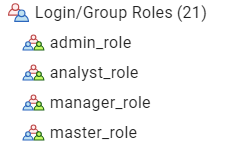 Login/Group Roles (21)
admin_role
analyst_role
manager_role
master_role